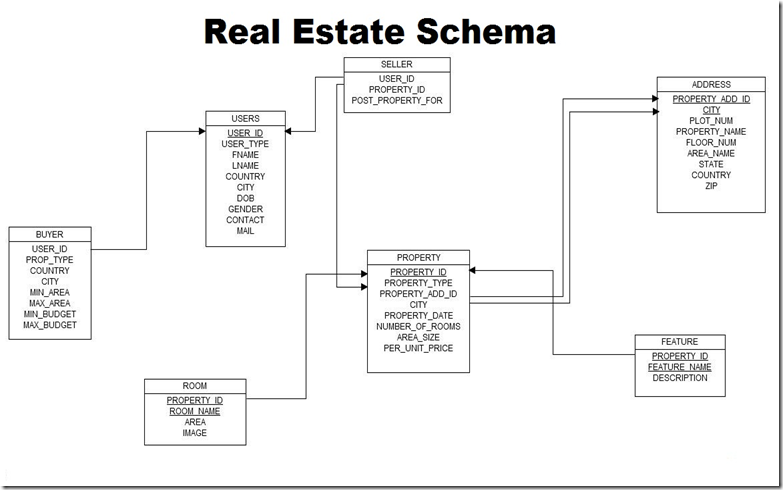 Real Estate Schema
SELLER
USER_ID
PROPERTY_ID
POST_PROPERTY_FOR
ADDRESS
PROPERTY_ADD_ID
CITY
PLOT_NUM
PROPERTY_NAME
FLOOR_NUM
AREA_NAME
STATE
COUNTRY
ZIP
USERS
USER_ID
USER_TYPE
FNAME
LNAME
COUNTRY
CITY
DOB
GENDER
CONTACT
MAIL
BUYER
USER_ID
PROP_TYPE
COUNTRY
CITY
MIN_AREA
MAX_AREA
MIN_BUDGET
MAX_BUDGET
PROPERTY
PROPERTY_ID
PROPERTY_TYPE
PROPERTY_ADD_ID
CITY
PROPERTY_DATE
NUMBER_OF_ROOMS
AREA_SIZE
PER_UNIT_PRICE
FEATURE
PROPERTY_ID
FEATURE_NAME
DESCRIPTION
ROOM
PROPERTY_ID
ROOM_NAME
AREA
IMAGE